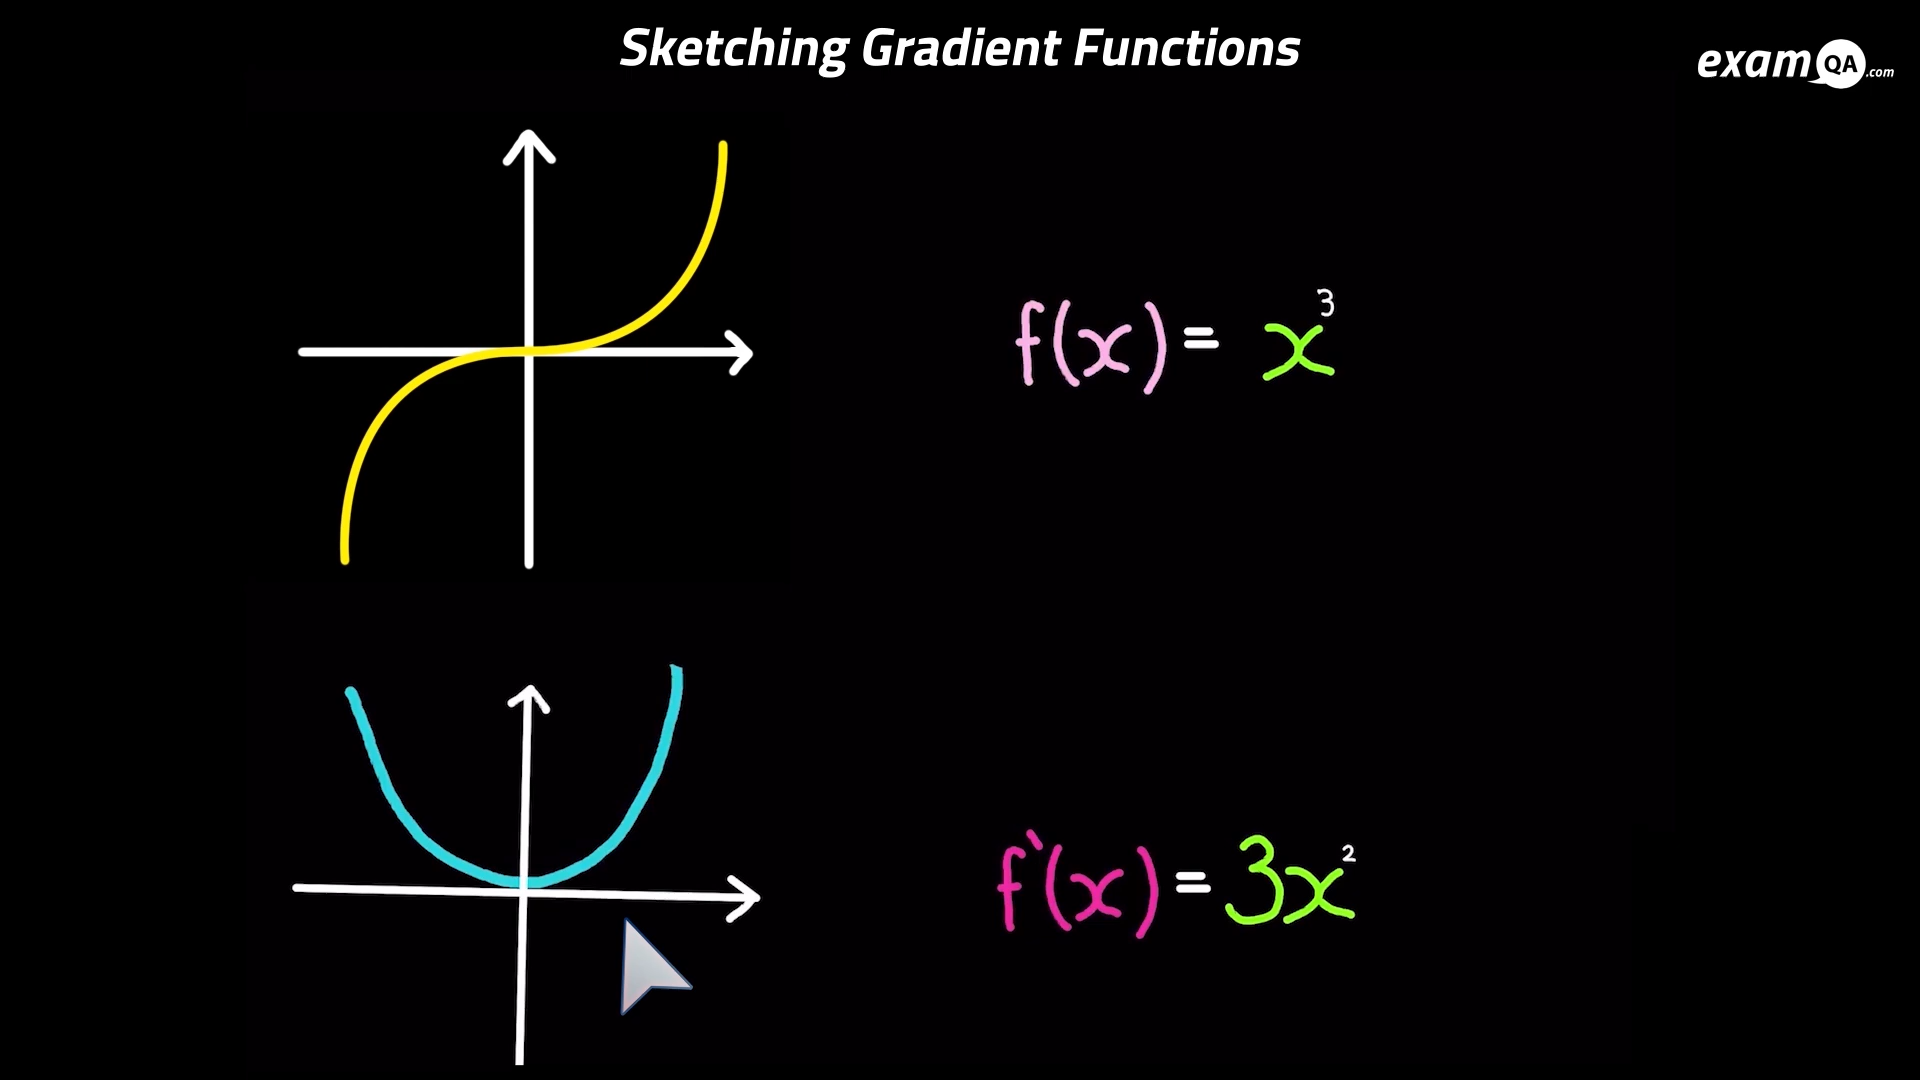 Sketching Gradient Functions
examQA.com
f(x) = x³
f`(x) = 3x²